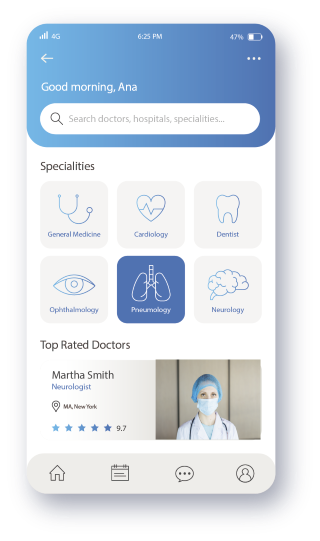 4G 6:25 PM 47%
Good morning, Ana
Search doctors, hospitals, specialities...
Specialities
General Medicine Cardiology Dentist
Ophthalmology Pneumology Neurology
Top Rated Doctors
Martha Smith
Neurologist
MA, New York
9.7